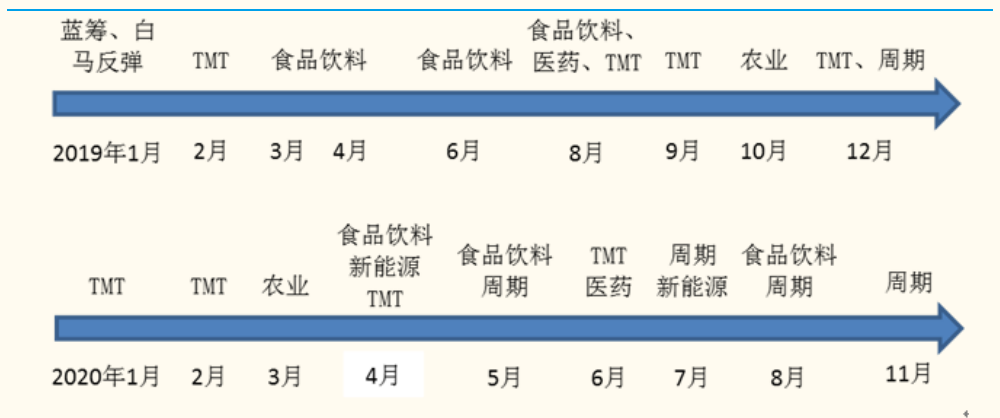 蓝筹、白
马反弹
TMT
食品饮料
食品饮料
食品饮料、
医药、TMT
TMT
农业
TMT、周期
2019年1月 2月 3月 4月 6月 8月 9月 10月 12月
TMT
TMT
农业
食品饮料
新能源
TMT
食品饮料
周期
TMT
医药
周期
新能源
食品饮料
周期
周期
2020年1月 2月 3月 4月 5月 6月 7月 8月 11月